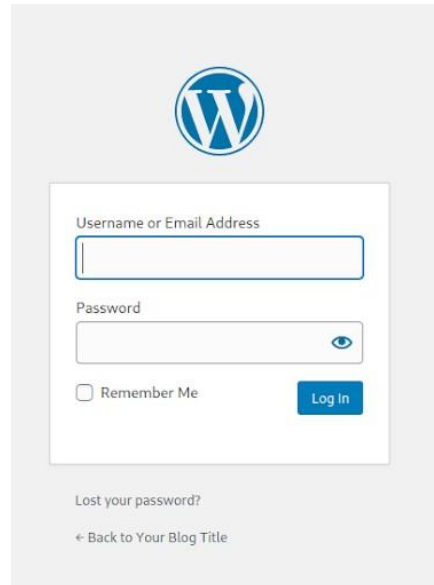 Username or Email Address
Password
Remember Me
Log In
Lost your password?
← Back to Your Blog Title